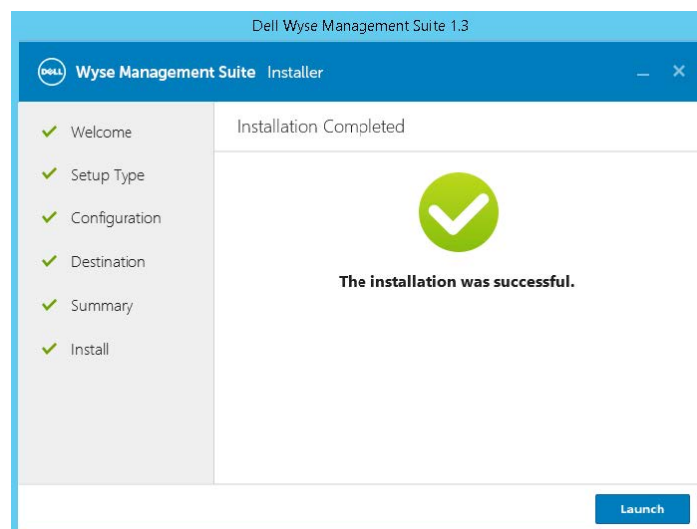 Dell Wyse Management Suite 1.3
DELL Wyse Management Suite Installer
Installation Completed
Welcome
Setup Type
Configuration
Destination
Summary
Install
The installation was successful.
Launch